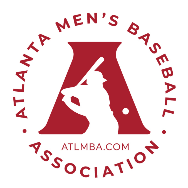 ATLANTA MEN'S BASEBALL
A
ATLMBA.COM
ASSOCIATION